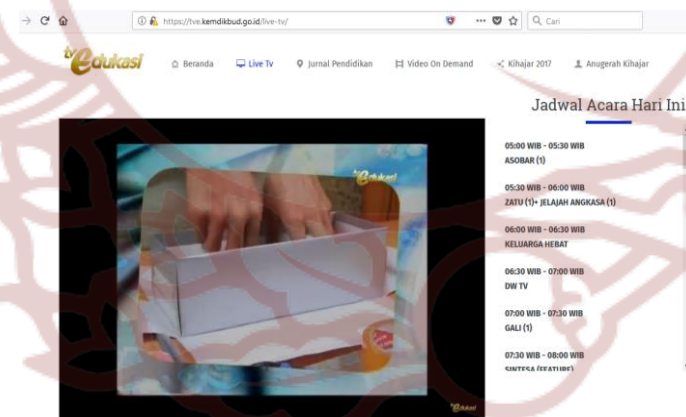 https://tve.kemdikbud.go.id/live-tv/
Cari
tv Edukasi
Beranda
Live Tv
Jurnal Pendidikan
Video On Demand
Kihajar 2017
Anugerah Kihajar
Jadwal Acara Hari Ini
tv Edukasi
05:00 WIB - 05:30 WIB
ASOBAR (1)
05:30 WIB - 06:00 WIB
ZATU (1)+ JELAJAH ANGKASA (1)
06:00 WIB - 06:30 WIB
KELUARGA HEBAT
06:30 WIB - 07:00 WIB
DW TV
07:00 WIB - 07:30 WIB
GALI (1)
07:30 WIB - 08:00 WIB
SINTESA (FEATURE)
tv Edukasi